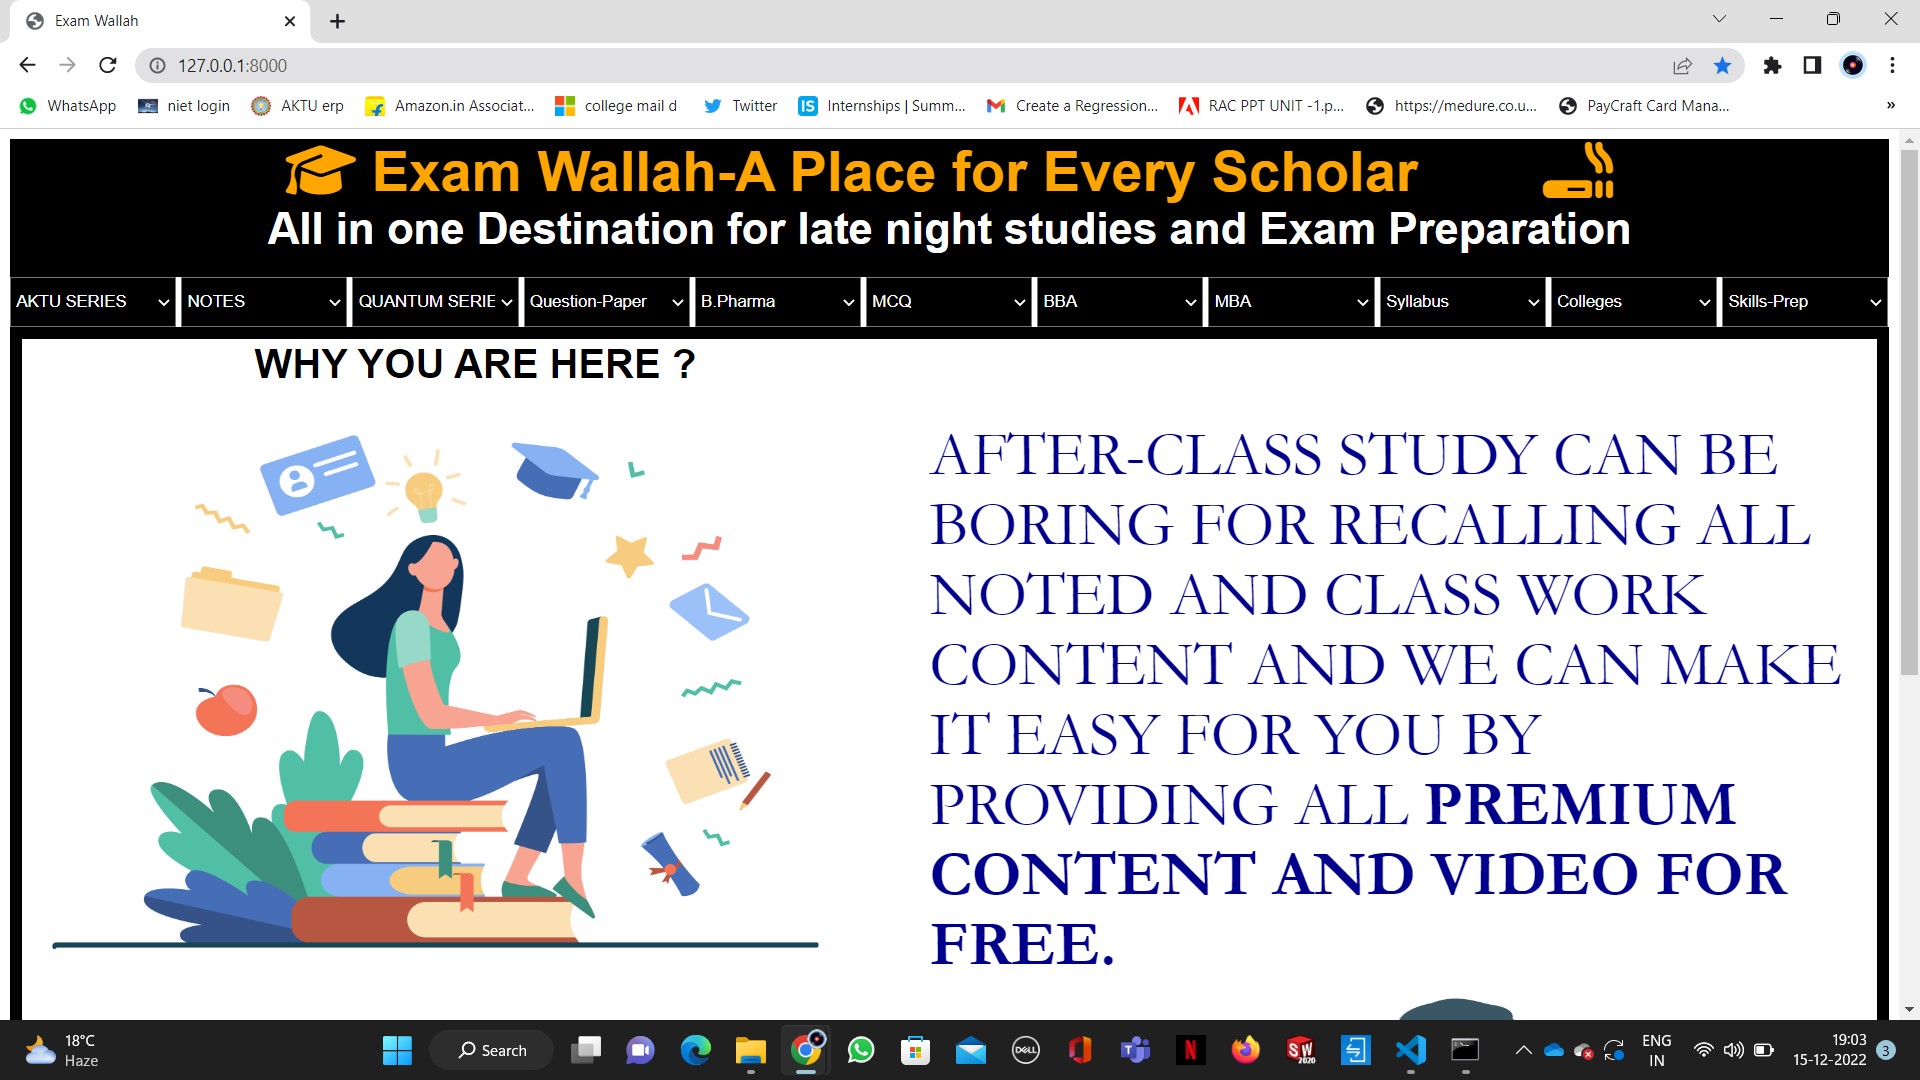 Exam Wallah
127.0.0.1:8000
WhatsApp niet login AKTU erp Amazon.in Associat... college mail d Twitter Internships | Summ... Create a Regression... RAC PPT UNIT -1.p... https://medure.co.u... PayCraft Card Mana... »
Exam Wallah-A Place for Every Scholar
All in one Destination for late night studies and Exam Preparation
AKTU SERIES NOTES QUANTUM SERIE Question-Paper B.Pharma MCQ BBA MBA Syllabus Colleges Skills-Prep
WHY YOU ARE HERE ?
AFTER-CLASS STUDY CAN BE
BORING FOR RECALLING ALL
NOTED AND CLASS WORK
CONTENT AND WE CAN MAKE
IT EASY FOR YOU BY
PROVIDING ALL PREMIUM
CONTENT AND VIDEO FOR
FREE.
18°C
Haze
Search
DELL
SW
2020
ENG
IN
19:03
15-12-2022
3